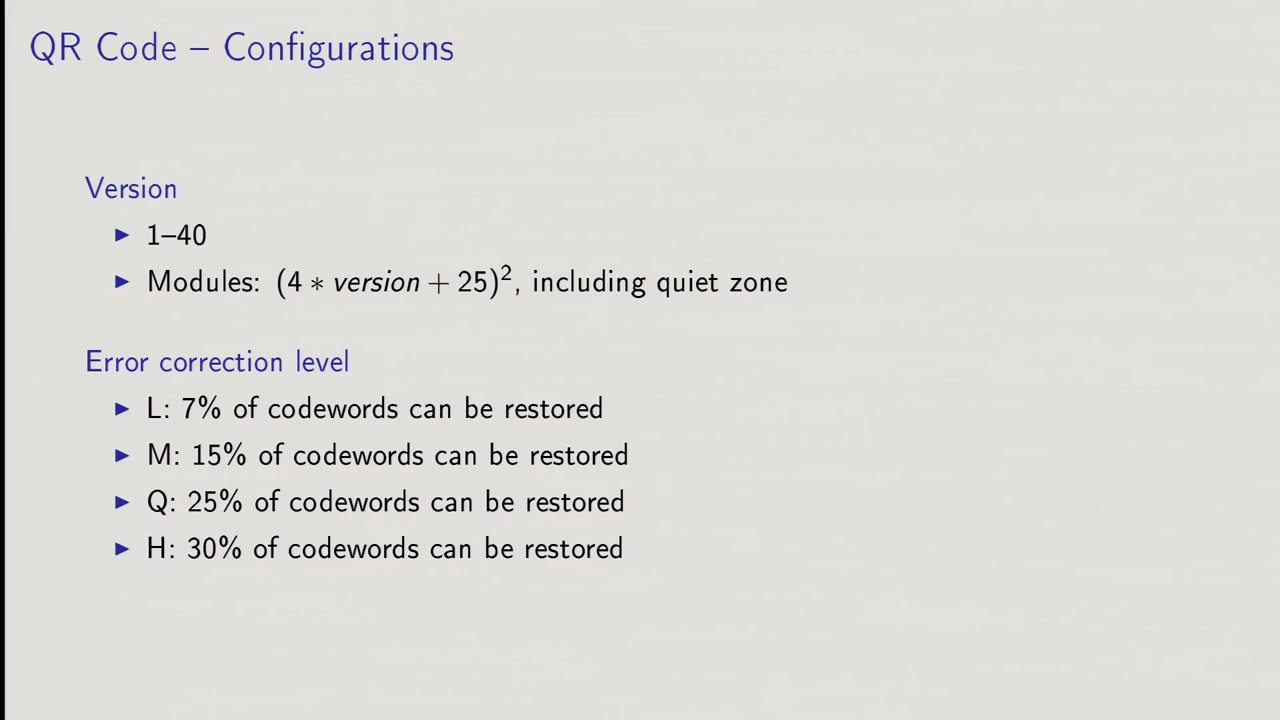 QR Code – Configurations
Version
▶ 1–40
▶ Modules: (4 ∗ version + 25)², including quiet zone
Error correction level
▶ L: 7% of codewords can be restored
▶ M: 15% of codewords can be restored
▶ Q: 25% of codewords can be restored
▶ H: 30% of codewords can be restored